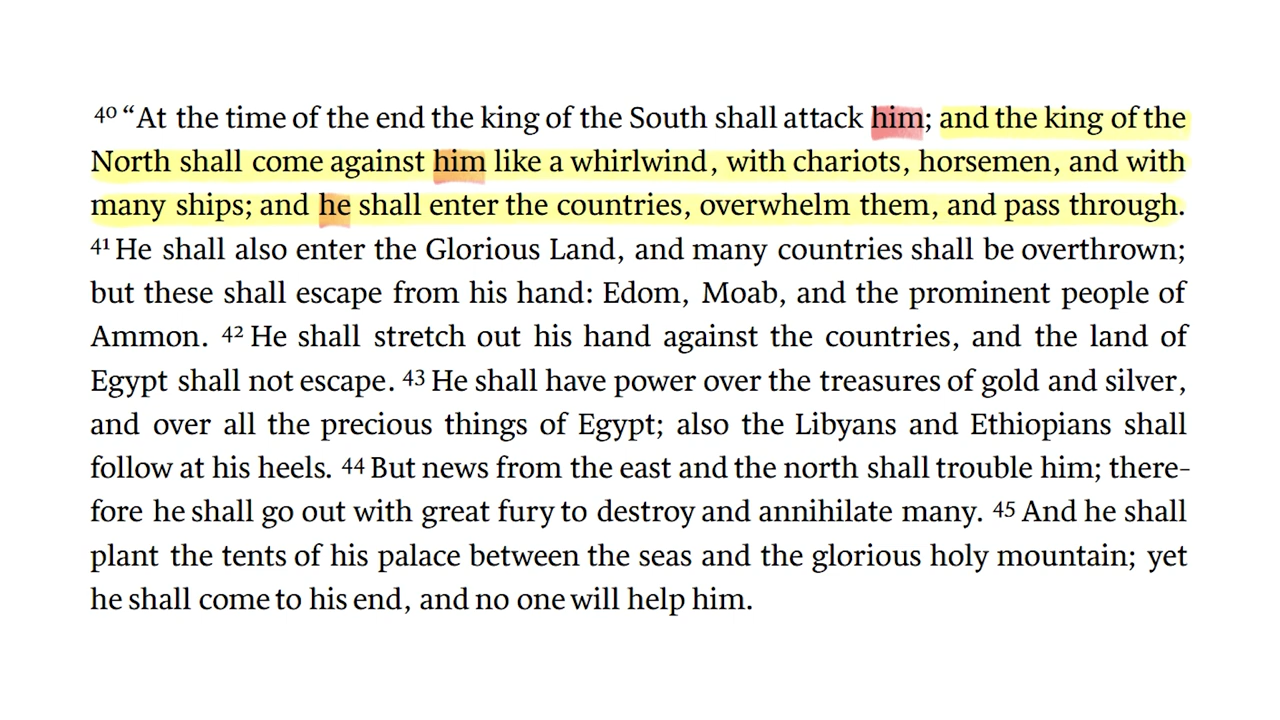 ⁴⁰ “At the time of the end the king of the South shall attack him; and the king of the
North shall come against him like a whirlwind, with chariots, horsemen, and with
many ships; and he shall enter the countries, overwhelm them, and pass through.
⁴¹ He shall also enter the Glorious Land, and many countries shall be overthrown;
but these shall escape from his hand: Edom, Moab, and the prominent people of
Ammon. ⁴² He shall stretch out his hand against the countries, and the land of
Egypt shall not escape. ⁴³ He shall have power over the treasures of gold and silver,
and over all the precious things of Egypt; also the Libyans and Ethiopians shall
follow at his heels. ⁴⁴ But news from the east and the north shall trouble him; there-
fore he shall go out with great fury to destroy and annihilate many. ⁴⁵ And he shall
plant the tents of his palace between the seas and the glorious holy mountain; yet
he shall come to his end, and no one will help him.